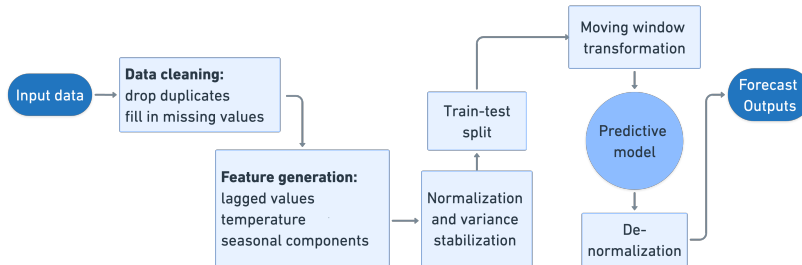 Input data
Data cleaning:
drop duplicates
fill in missing values
Feature generation:
lagged values
temperature
seasonal components
Normalization
and variance
stabilization
Train-test
split
Moving window
transformation
Predictive
model
De-
normalization
Forecast
Outputs